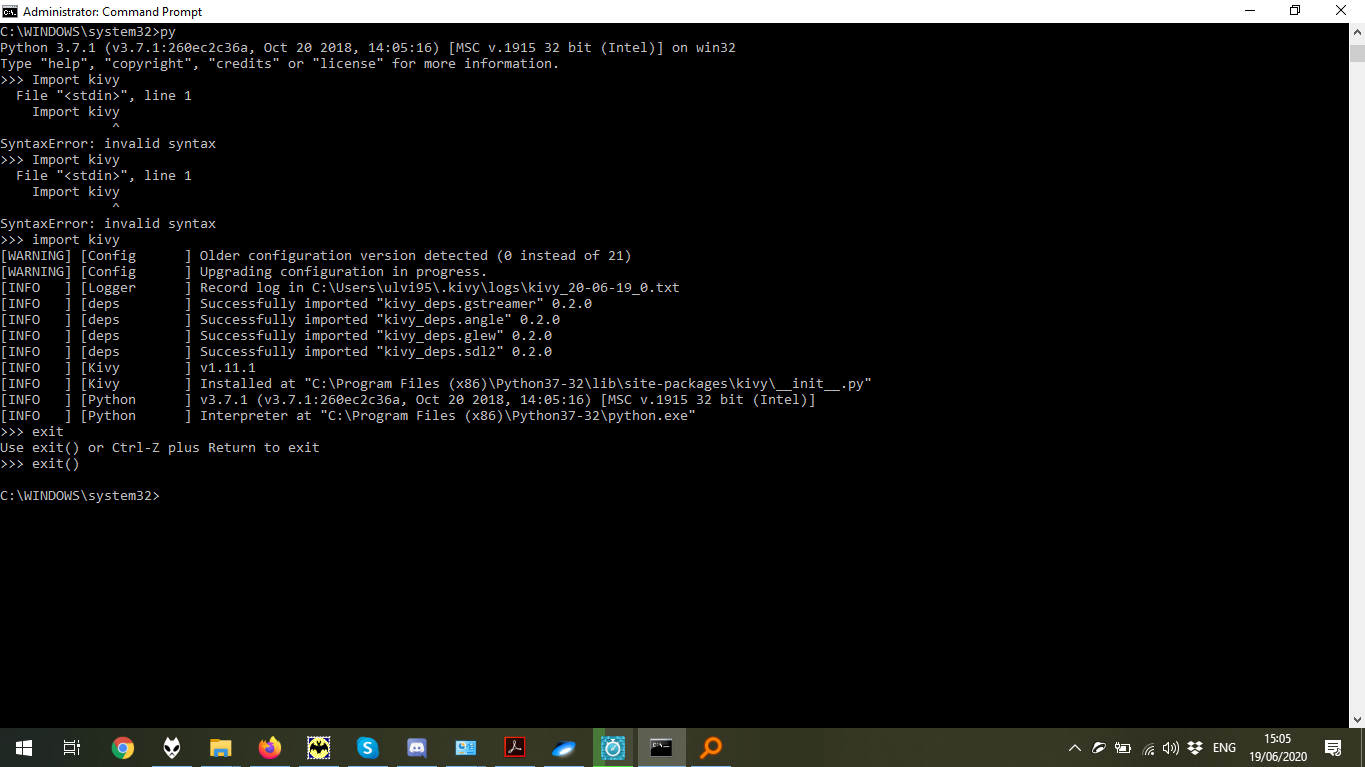 Administrator: Command Prompt
C:\WINDOWS\system32>py
Python 3.7.1 (v3.7.1:260ec2c36a, Oct 20 2018, 14:05:16) [MSC v.1915 32 bit (Intel)] on win32
Type "help", "copyright", "credits" or "license" for more information.
>>> Import kivy
  File "<stdin>", line 1
    Import kivy
              ^
SyntaxError: invalid syntax
>>> Import kivy
  File "<stdin>", line 1
    Import kivy
              ^
SyntaxError: invalid syntax
>>> import kivy
[WARNING] [Config      ] Older configuration version detected (0 instead of 21)
[WARNING] [Config      ] Upgrading configuration in progress.
[INFO   ] [Logger      ] Record log in C:\Users\ulvi95\.kivy\logs\kivy_20-06-19_0.txt
[INFO   ] [deps        ] Successfully imported "kivy_deps.gstreamer" 0.2.0
[INFO   ] [deps        ] Successfully imported "kivy_deps.angle" 0.2.0
[INFO   ] [deps        ] Successfully imported "kivy_deps.glew" 0.2.0
[INFO   ] [deps        ] Successfully imported "kivy_deps.sdl2" 0.2.0
[INFO   ] [Kivy        ] v1.11.1
[INFO   ] [Kivy        ] Installed at "C:\Program Files (x86)\Python37-32\lib\site-packages\kivy\__init__.py"
[INFO   ] [Python      ] v3.7.1 (v3.7.1:260ec2c36a, Oct 20 2018, 14:05:16) [MSC v.1915 32 bit (Intel)]
[INFO   ] [Python      ] Interpreter at "C:\Program Files (x86)\Python37-32\python.exe"
>>> exit
Use exit() or Ctrl-Z plus Return to exit
>>> exit()
C:\WINDOWS\system32>
ENG
15:05
19/06/2020